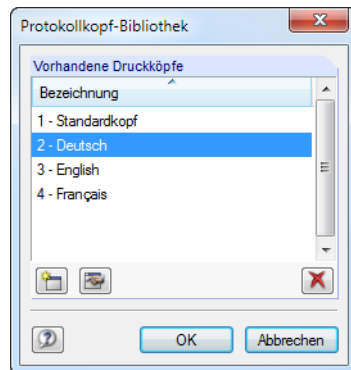 Protokollkopf-Bibliothek
Vorhandene Druckköpfe
Bezeichnung
1 - Standardkopf
2 - Deutsch
3 - English
4 - Français
OK
Abbrechen